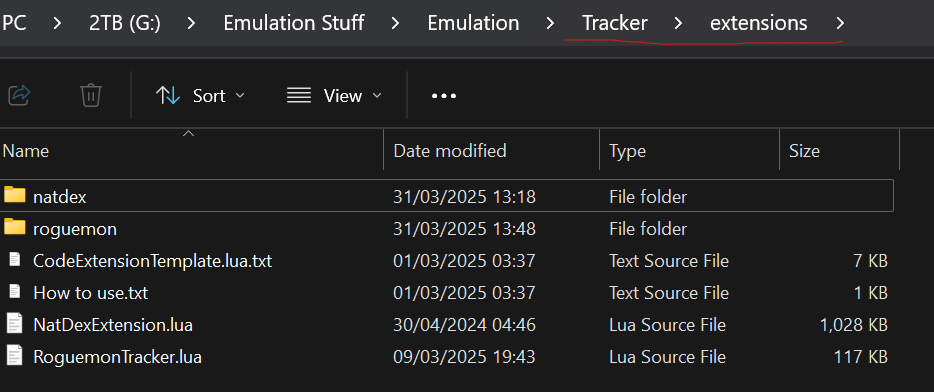 PC > 2TB (G:) > Emulation Stuff > Emulation > Tracker > extensions >
Sort View
Name Date modified Type Size
natdex 31/03/2025 13:18 File folder
roguemon 31/03/2025 13:48 File folder
CodeExtensionTemplate.lua.txt 01/03/2025 03:37 Text Source File 7 KB
How to use.txt 01/03/2025 03:37 Text Source File 1 KB
NatDexExtension.lua 30/04/2024 04:46 Lua Source File 1,028 KB
RoguemonTracker.lua 09/03/2025 19:43 Lua Source File 117 KB